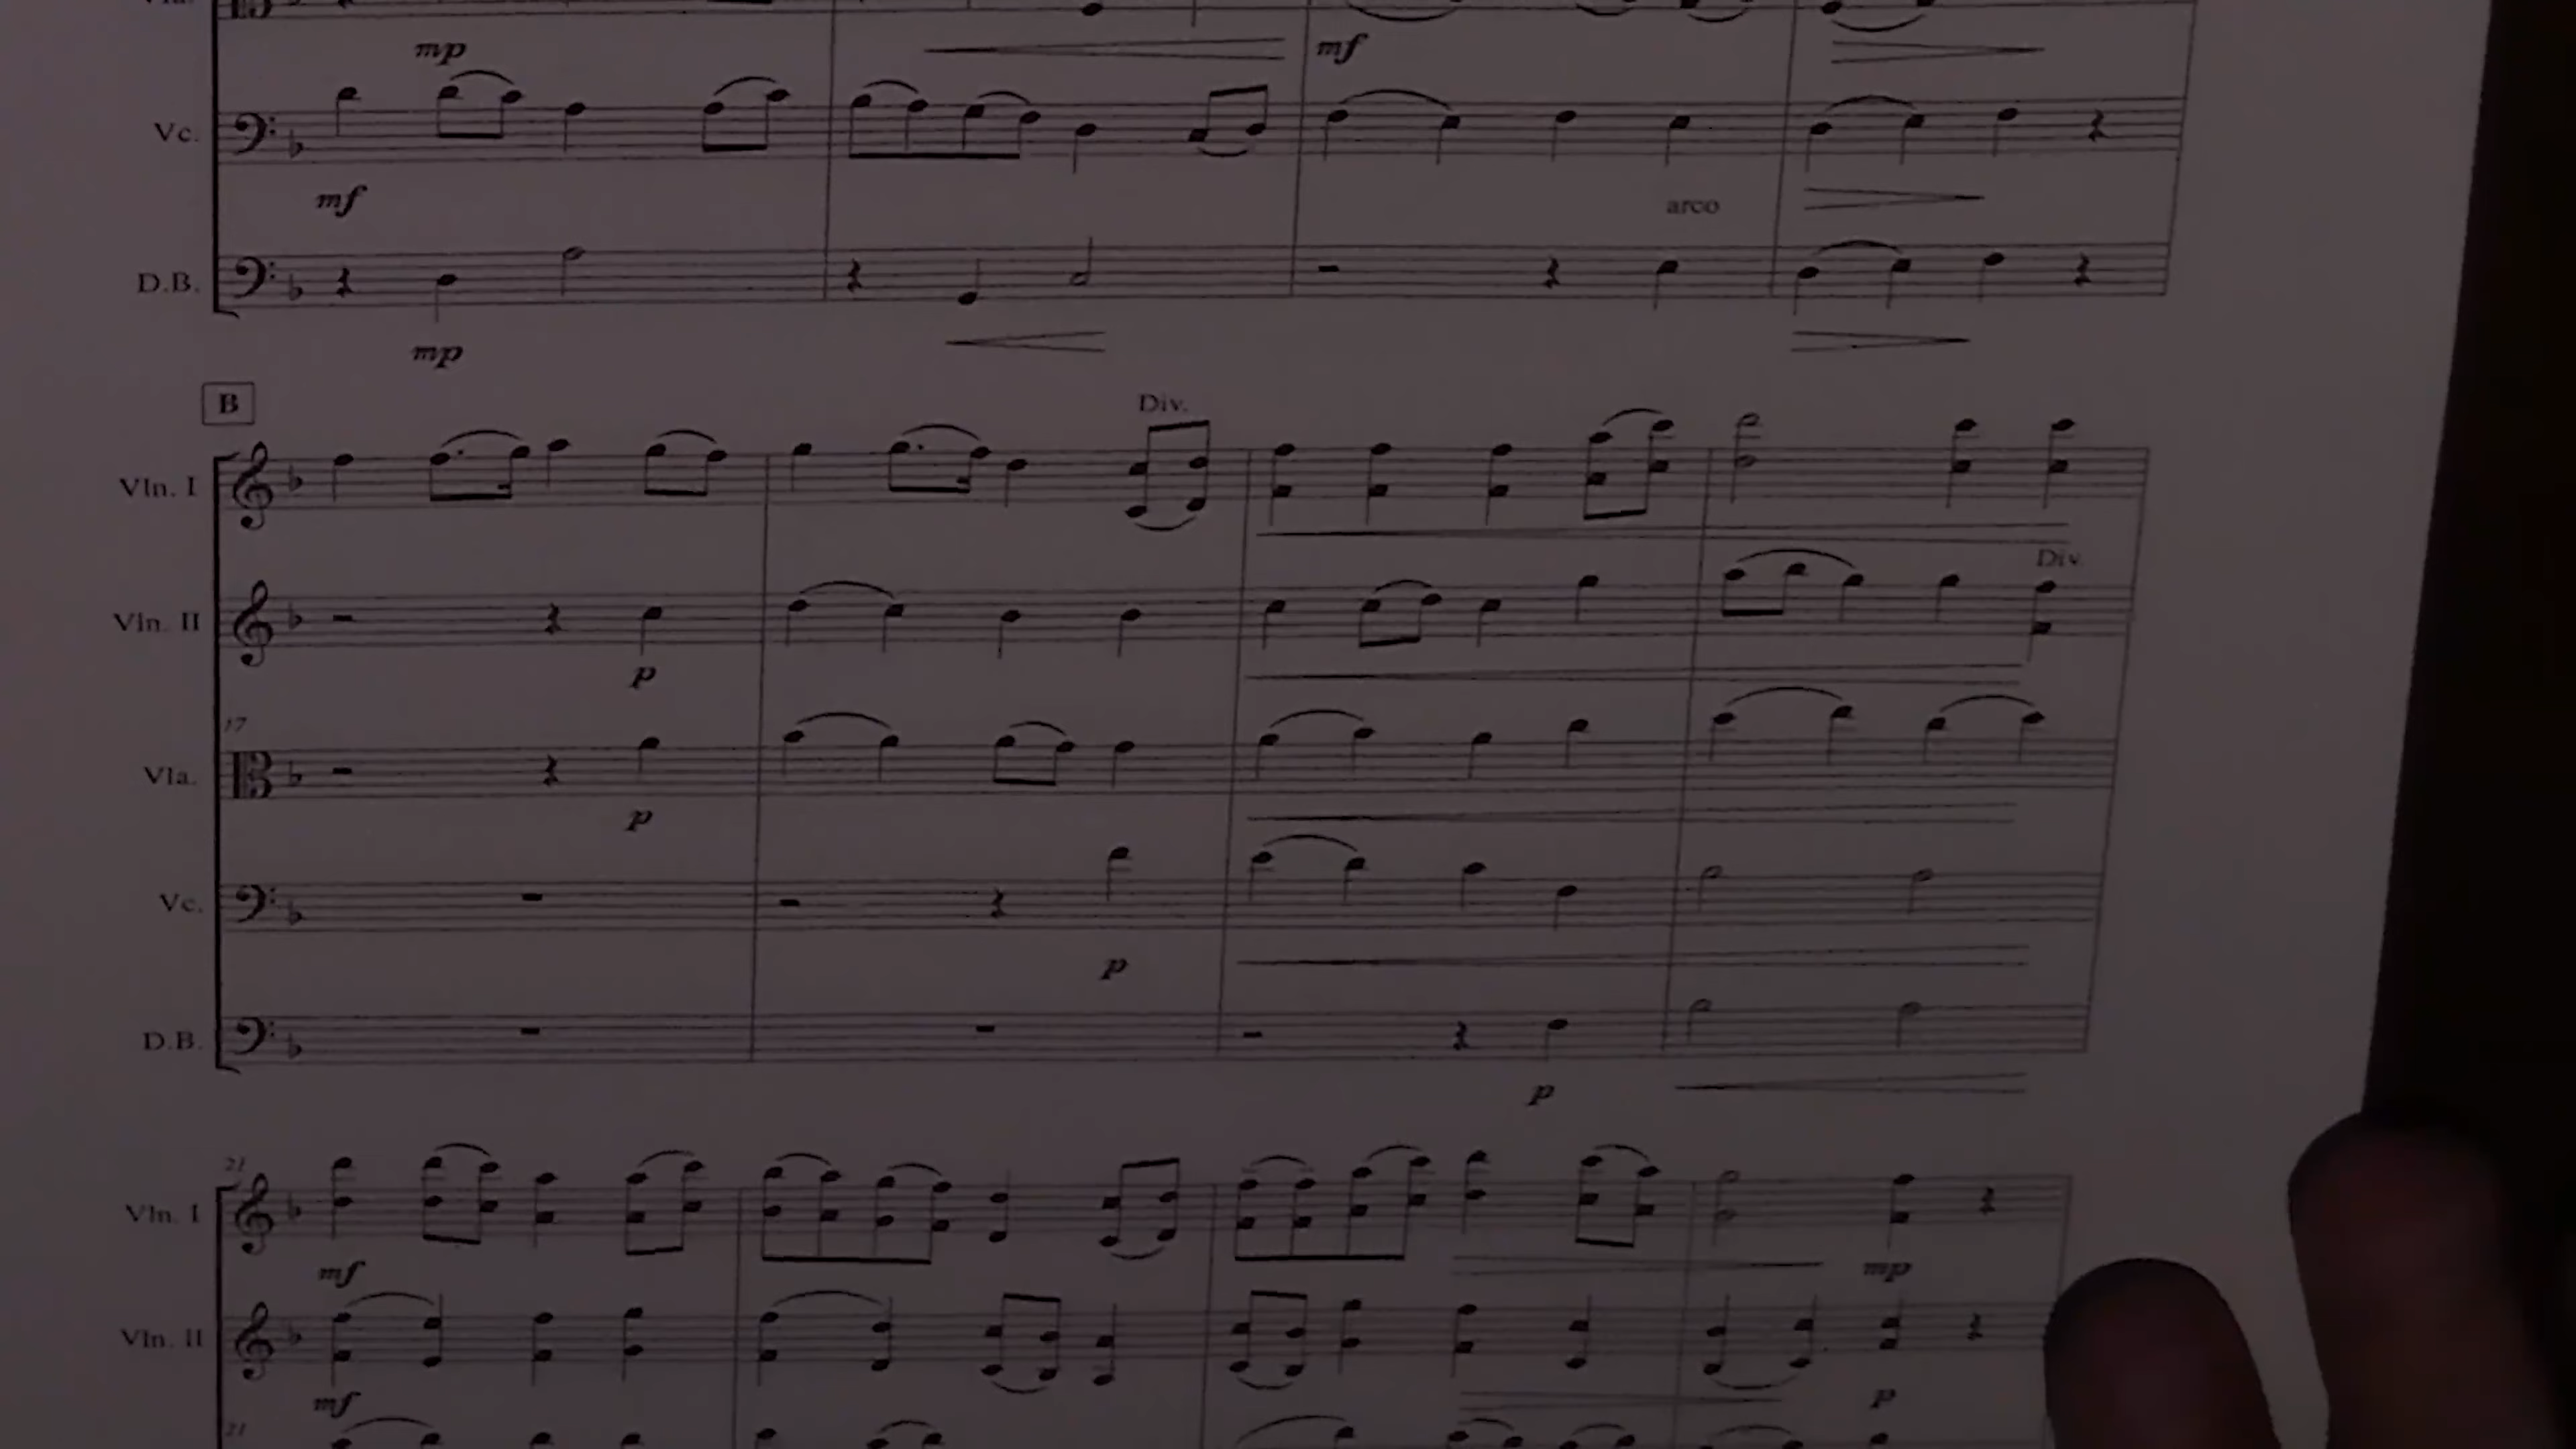 mp
mf
Vc.
mf
arco
D.B.
mp
B
Div.
Vln. I
Div
Vln. II
p
17
Vla.
p
Vc.
p
D.B.
p
21
Vln. I
mf
mp
Vln. II
mf
p
21